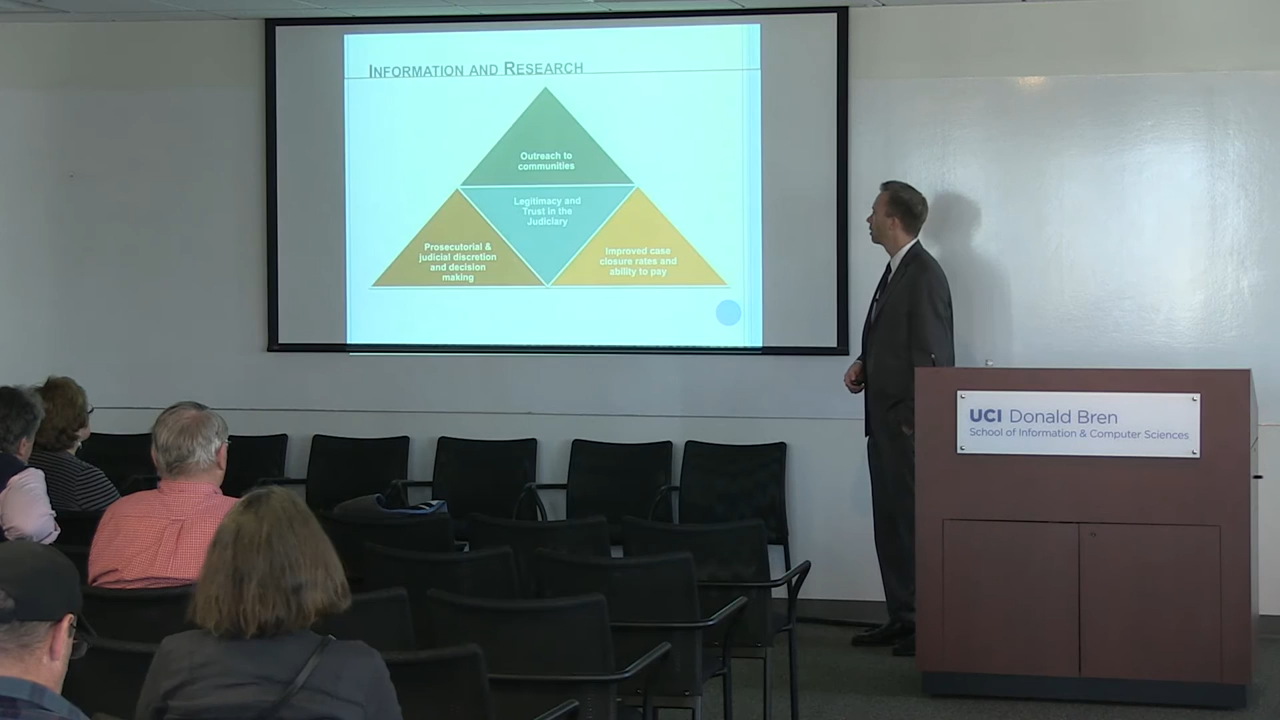 INFORMATION AND RESEARCH
Outreach to
communities
Legitimacy and
Trust in the
Judiciary
Prosecutorial &
judicial discretion
and decision
making
Improved case
closure rates and
ability to pay
UCI Donald Bren
School of Information & Computer Sciences